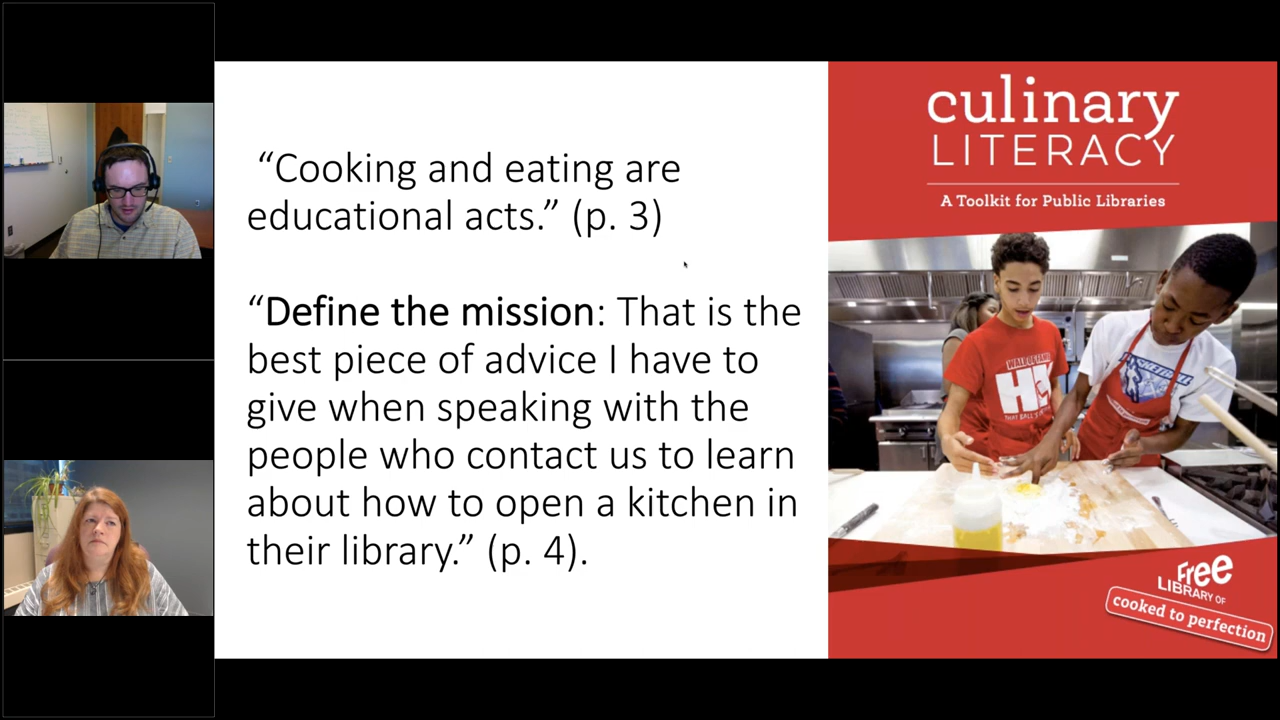 “Cooking and eating are
educational acts.” (p. 3)
“Define the mission: That is the
best piece of advice I have to
give when speaking with the
people who contact us to learn
about how to open a kitchen in
their library.” (p. 4).
culinary
LITERACY
A Toolkit for Public Libraries
Free
LIBRARY OF
cooked to perfection